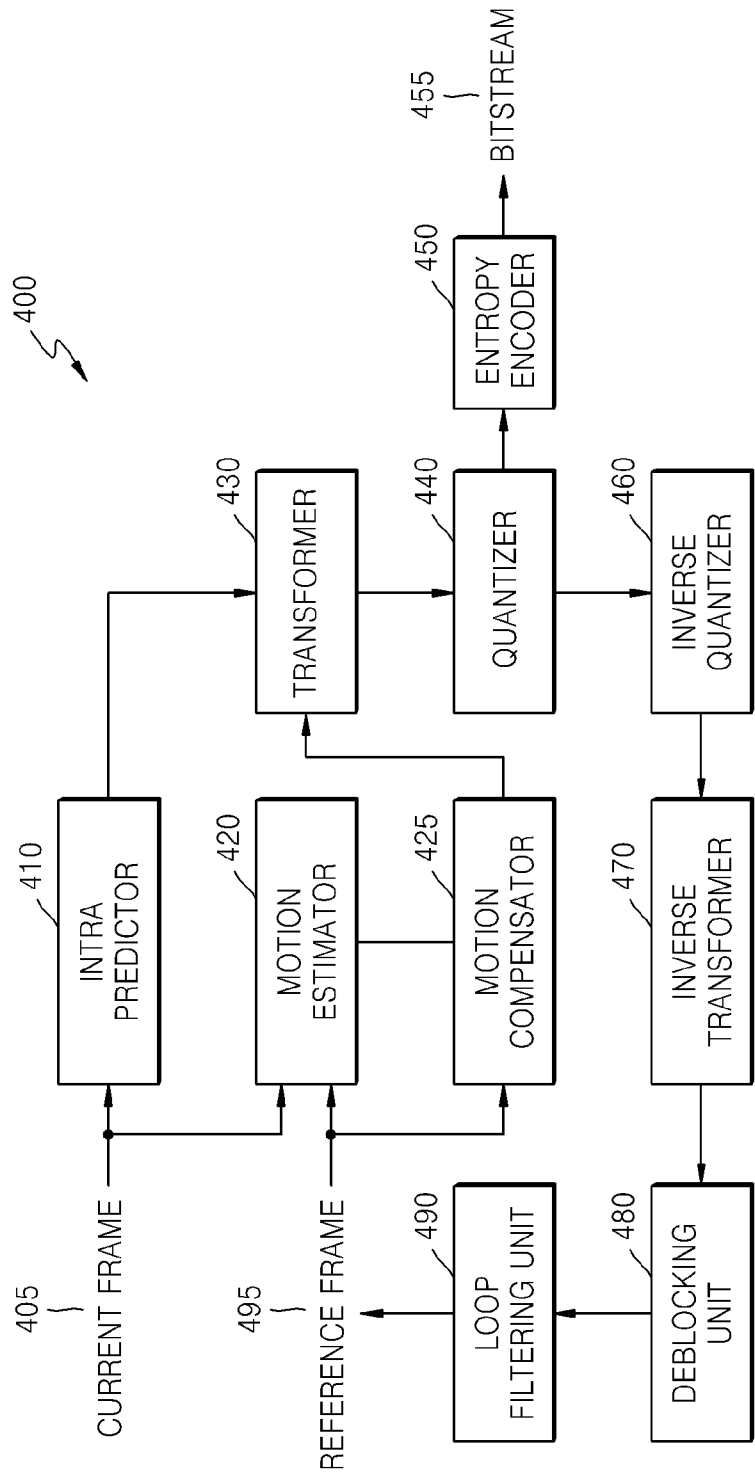 400
405
CURRENT FRAME
410
INTRA
PREDICTOR
495
REFERENCE FRAME
420
MOTION
ESTIMATOR
430
TRANSFORMER
425
MOTION
COMPENSATOR
440
QUANTIZER
450
ENTROPY
ENCODER
455
BITSTREAM
490
LOOP
FILTERING UNIT
480
DEBLOCKING
UNIT
470
INVERSE
TRANSFORMER
460
INVERSE
QUANTIZER